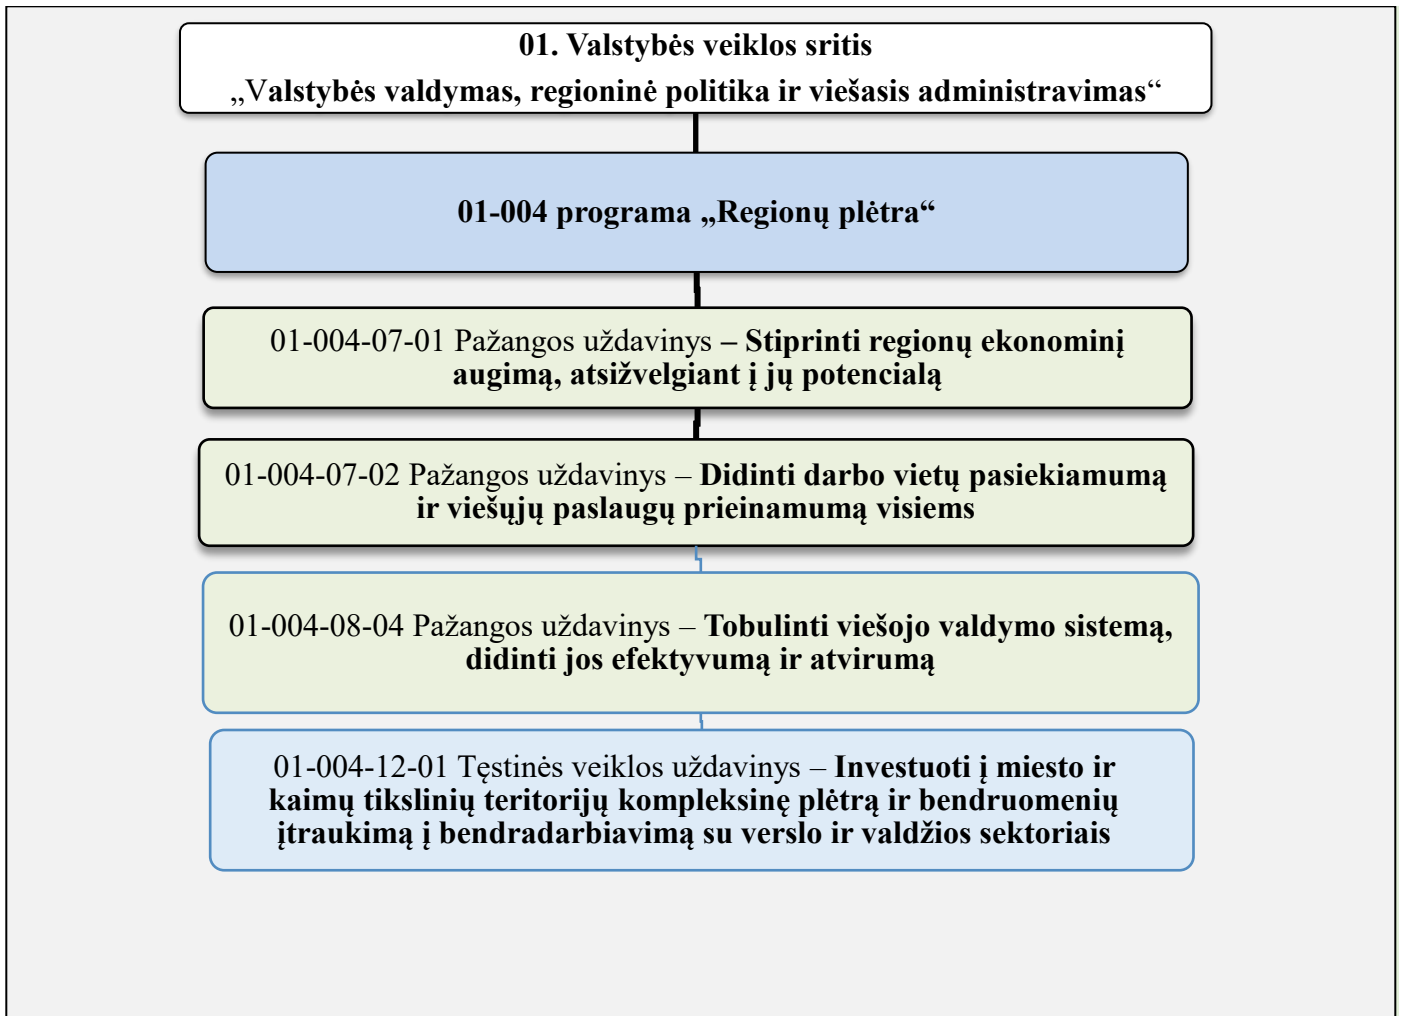 01. Valstybės veiklos sritis
„Valstybės valdymas, regioninė politika ir viešasis administravimas“
01-004 programa „Regionų plėtra“
01-004-07-01 Pažangos uždavinys – Stiprinti regionų ekonominį
augimą, atsižvelgiant į jų potencialą
01-004-07-02 Pažangos uždavinys – Didinti darbo vietų pasiekiamumą
ir viešųjų paslaugų prieinamumą visiems
01-004-08-04 Pažangos uždavinys – Tobulinti viešojo valdymo sistemą,
didinti jos efektyvumą ir atvirumą
01-004-12-01 Tęstinės veiklos uždavinys – Investuoti į miesto ir
kaimų tikslinių teritorijų kompleksinę plėtrą ir bendruomenių
įtraukimą į bendradarbiavimą su verslo ir valdžios sektoriais